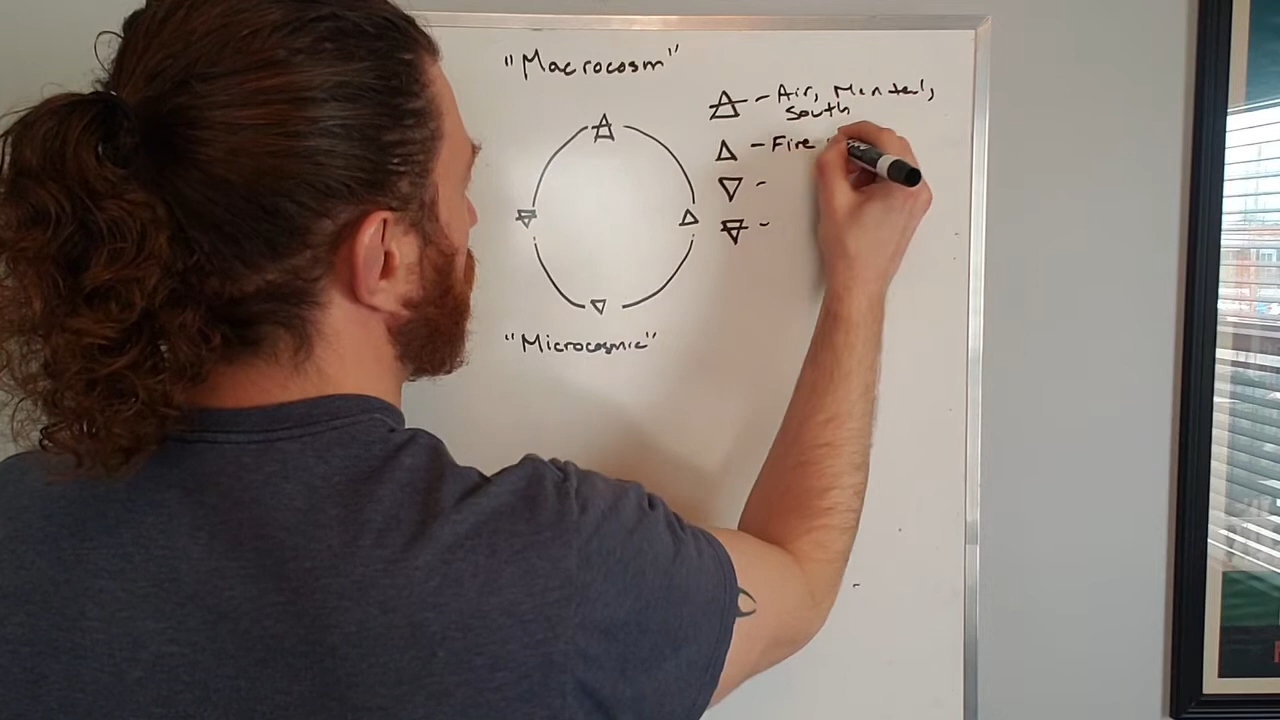 "Macrocosm"
🜁 - Air, Mental,
South
🜂 - Fire
🜄 -
🜃 -
"Microcosmic"